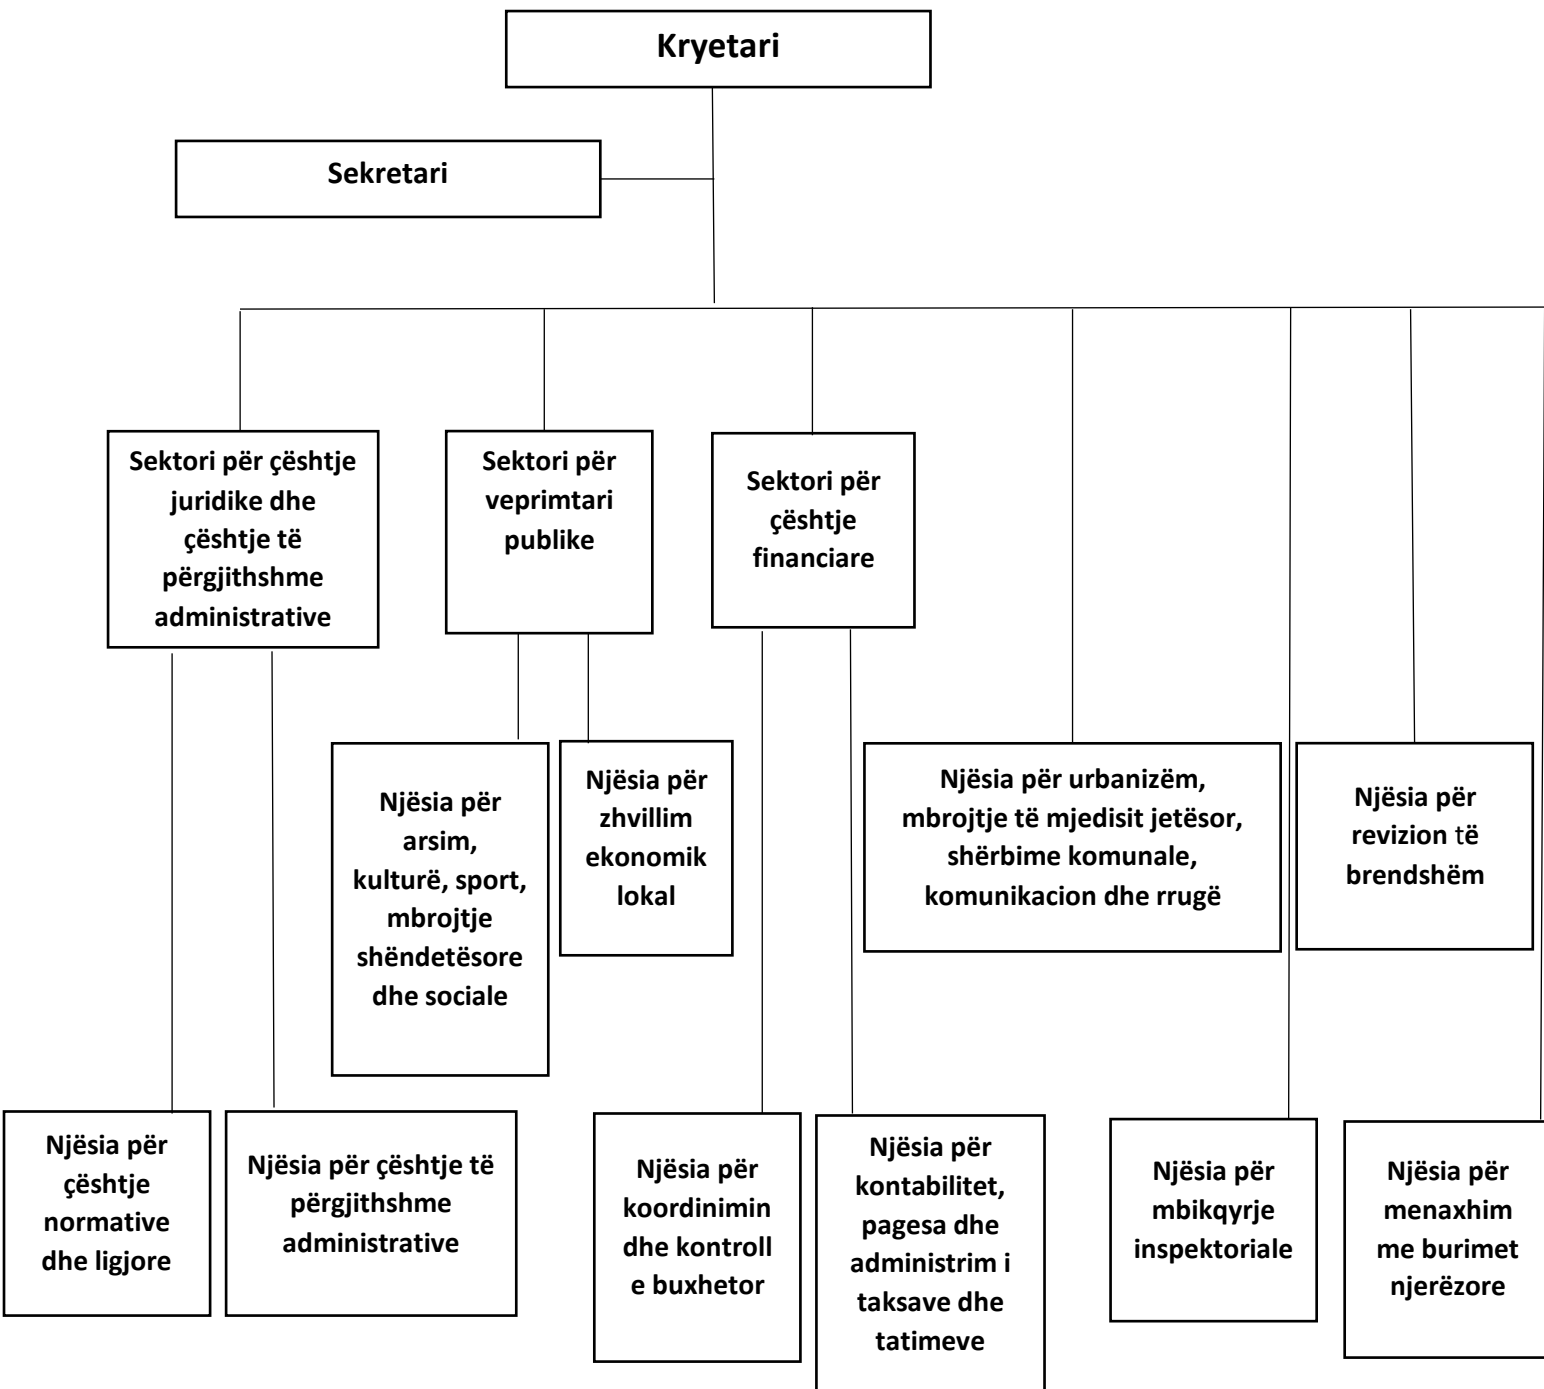 Kryetari
Sekretari
Sektori për çështje
juridike dhe
çështje të
përgjithshme
administrative
Sektori për
veprimtari
publike
Sektori për
çështje
financiare
Njësia për
arsim,
kulturë, sport,
mbrojtje
shëndetësore
dhe sociale
Njësia për
zhvillim
ekonomik
lokal
Njësia për urbanizëm,
mbrojtje të mjedisit jetësor,
shërbime komunale,
komunikacion dhe rrugë
Njësia për
revizion të
brendshëm
Njësia për
çështje
normative
dhe ligjore
Njësia për çështje të
përgjithshme
administrative
Njësia për
koordinimin
dhe kontroll
e buxhetor
Njësia për
kontabilitet,
pagesa dhe
administrim i
taksave dhe
tatimeve
Njësia për
mbikqyrje
inspektoriale
Njësia për
menaxhim
me burimet
njerëzore